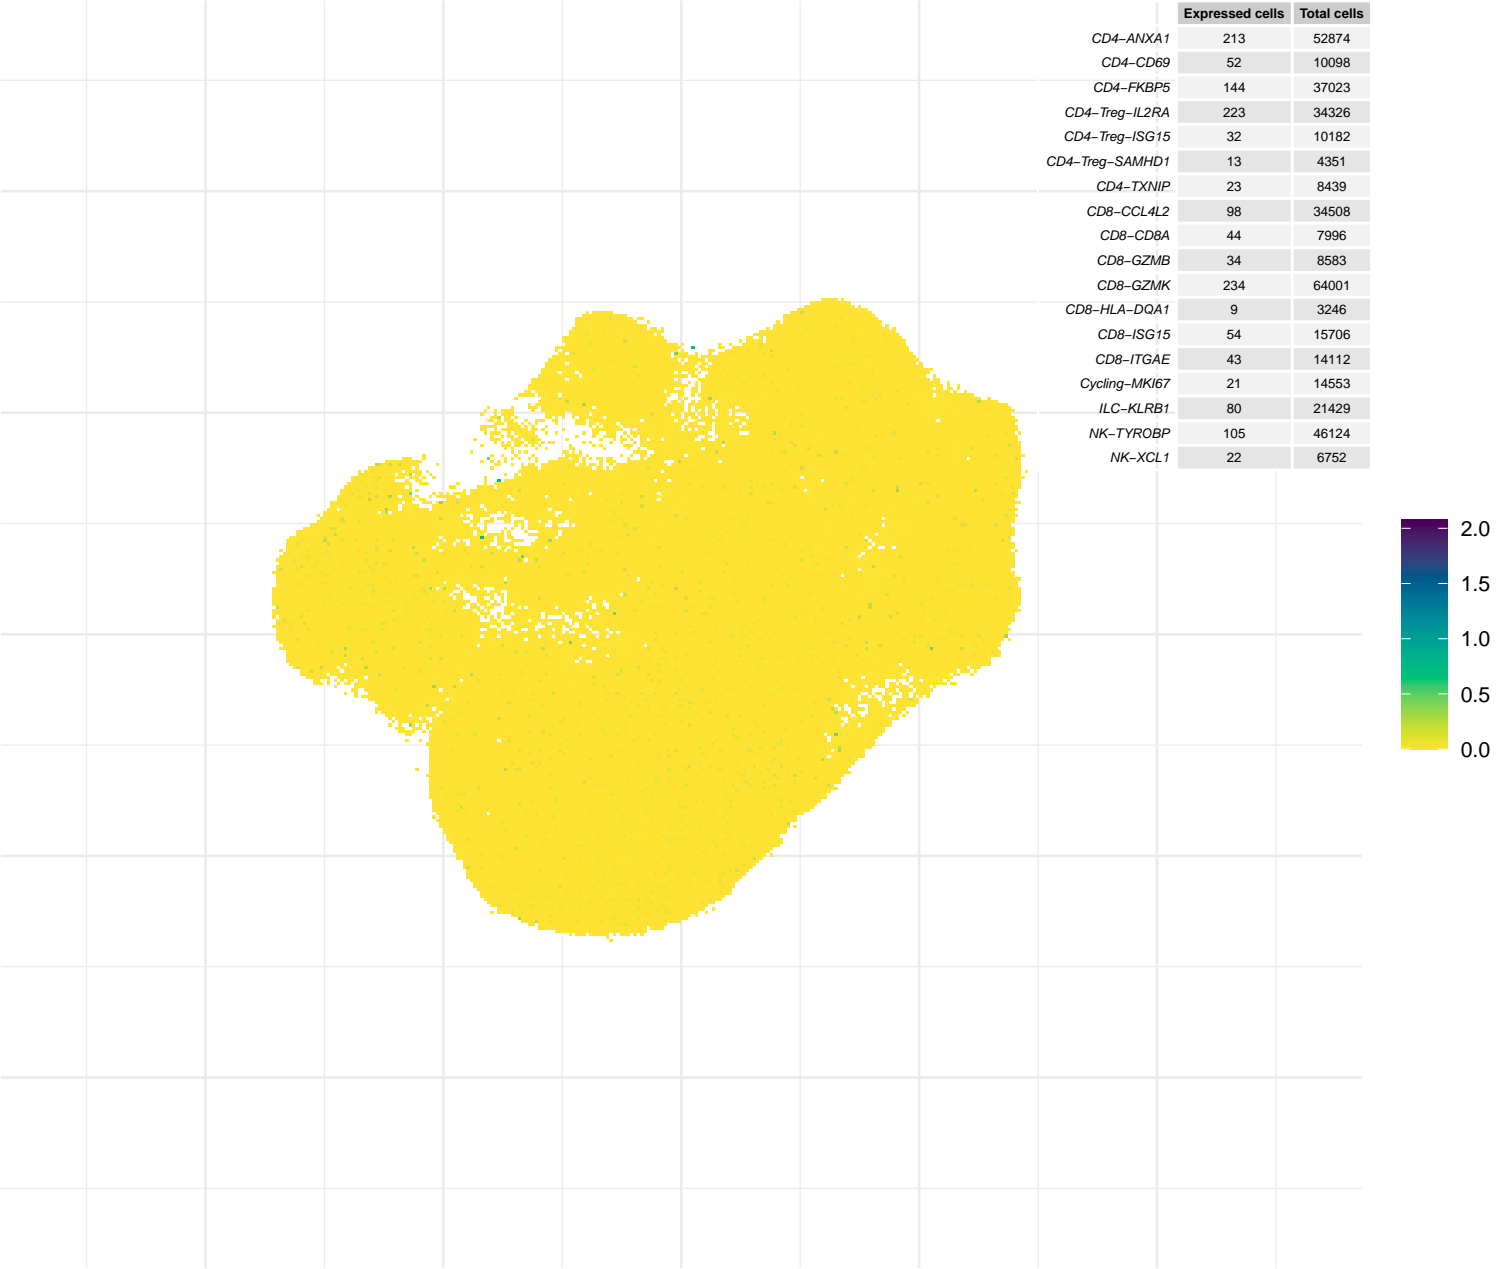 Expressed cells Total cells
CD4−ANXA1 213 52874
CD4−CD69 52 10098
CD4−FKBP5 144 37023
CD4−Treg−IL2RA 223 34326
CD4−Treg−ISG15 32 10182
CD4−Treg−SAMHD1 13 4351
CD4−TXNIP 23 8439
CD8−CCL4L2 98 34508
CD8−CD8A 44 7996
CD8−GZMB 34 8583
CD8−GZMK 234 64001
CD8−HLA−DQA1 9 3246
CD8−ISG15 54 15706
CD8−ITGAE 43 14112
Cycling−MKI67 21 14553
ILC−KLRB1 80 21429
NK−TYROBP 105 46124
NK−XCL1 22 6752
2.0
1.5
1.0
0.5
0.0